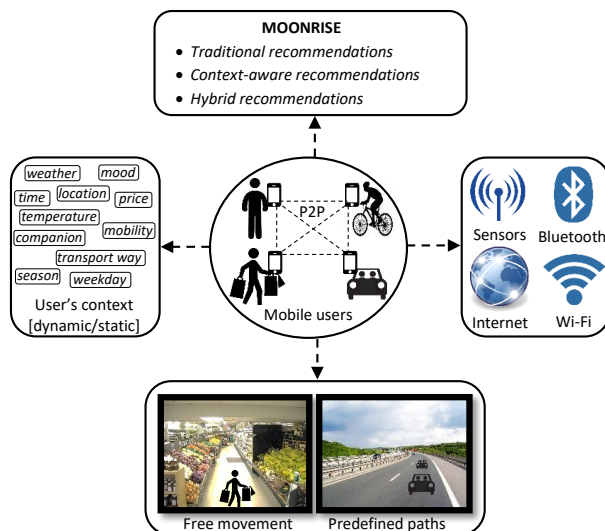 MOONRISE
• Traditional recommendations
• Context-aware recommendations
• Hybrid recommendations
weather mood
time location price
temperature
companion mobility
transport way
season weekday
User's context
[dynamic/static]
P2P
Mobile users
Sensors Bluetooth
Internet Wi-Fi
Free movement Predefined paths